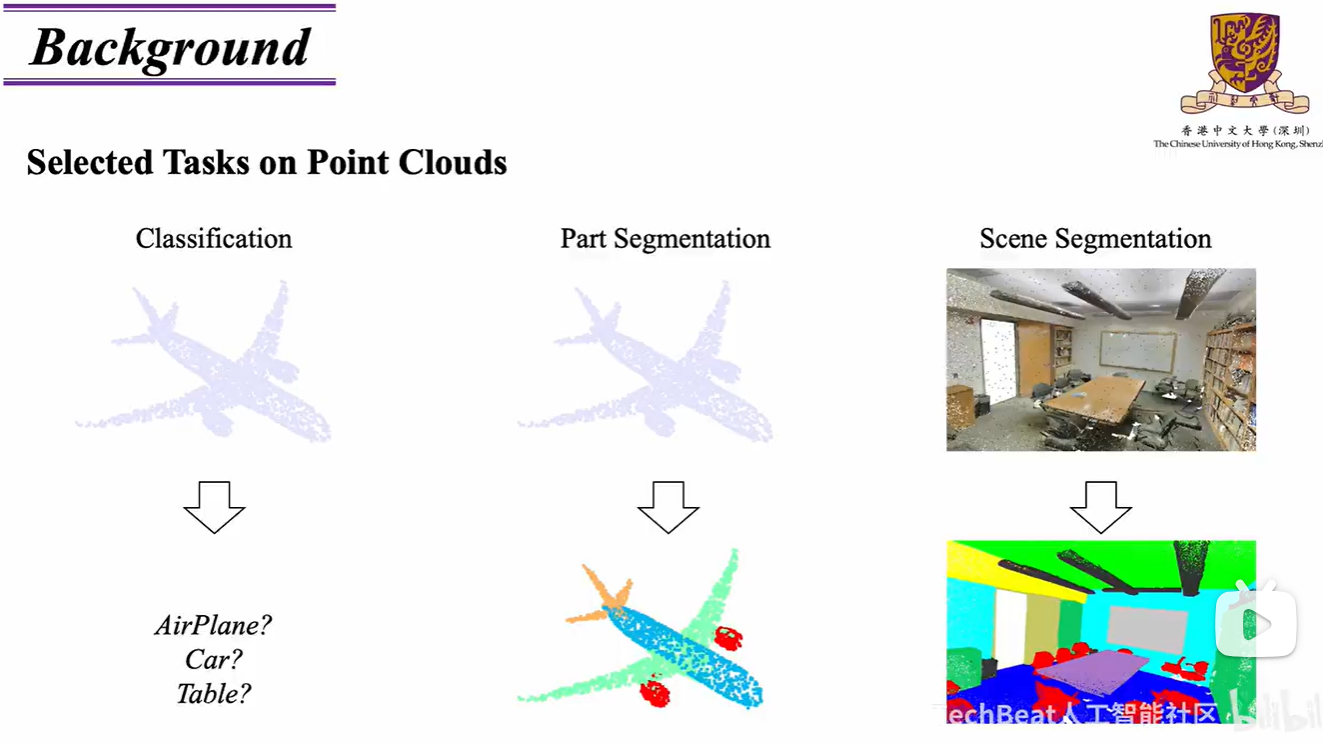 Background
香港中文大學(深圳)
The Chinese University of Hong Kong, Shenz
Selected Tasks on Point Clouds
Classification
Part Segmentation
Scene Segmentation
AirPlane?
Car?
Table?
TechBeat人工智能社区
bilibili